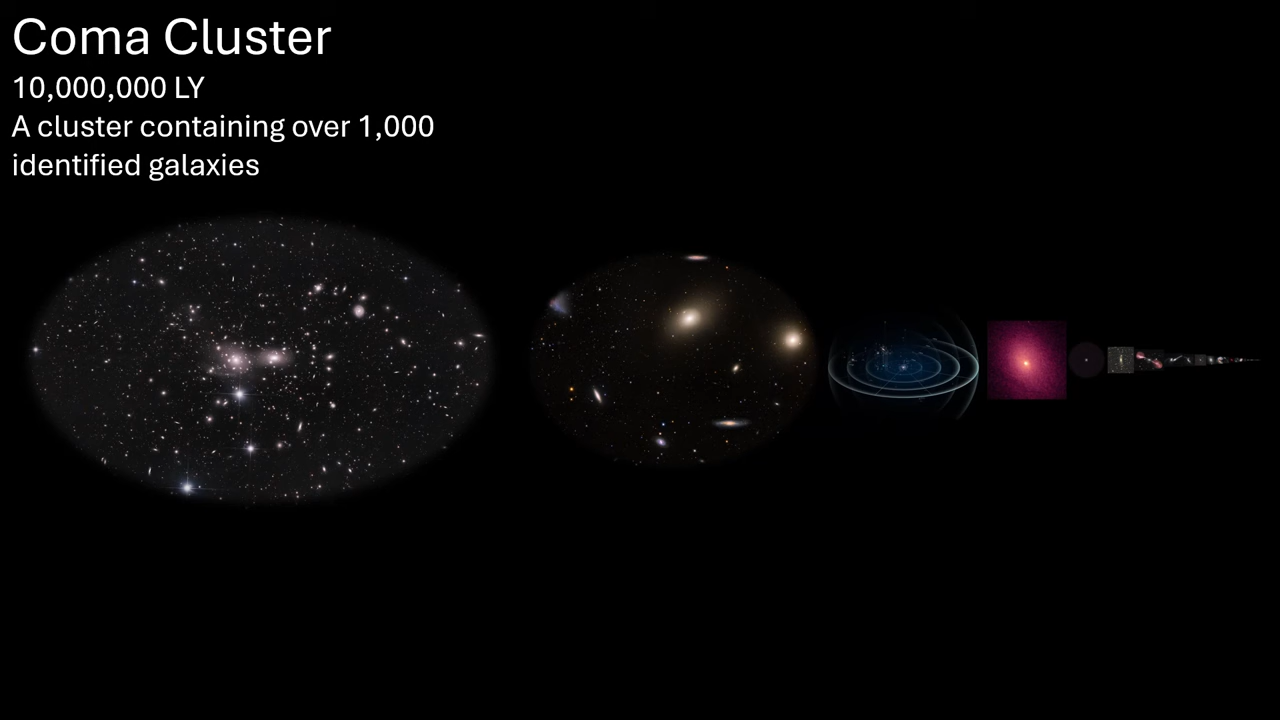 Coma Cluster
10,000,000 LY
A cluster containing over 1,000
identified galaxies